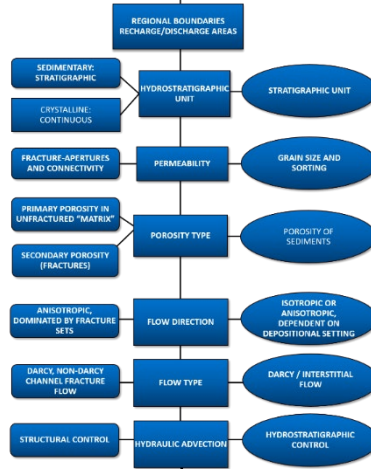 REGIONAL BOUNDARIES
RECHARGE/DISCHARGE AREAS
SEDIMENTARY:
STRATIGRAPHIC
CRYSTALLINE:
CONTINUOUS
HYDROSTRATIGRAPHIC
UNIT
STRATIGRAPHIC UNIT
FRACTURE-APERTURES
AND CONNECTIVITY
PERMEABILITY
GRAIN SIZE AND
SORTING
PRIMARY POROSITY IN
UNFRACTURED “MATRIX”
SECONDARY POROSITY
(FRACTURES)
POROSITY TYPE
POROSITY OF
SEDIMENTS
ANISOTROPIC,
DOMINATED BY FRACTURE
SETS
FLOW DIRECTION
ISOTROPIC OR
ANISOTROPIC,
DEPENDENT ON
DEPOSITIONAL SETTING
DARCY, NON-DARCY
CHANNEL FRACTURE
FLOW
FLOW TYPE
DARCY / INTERSTITIAL
FLOW
STRUCTURAL CONTROL
HYDRAULIC ADVECTION
HYDROSTRATIGRAPHIC
CONTROL